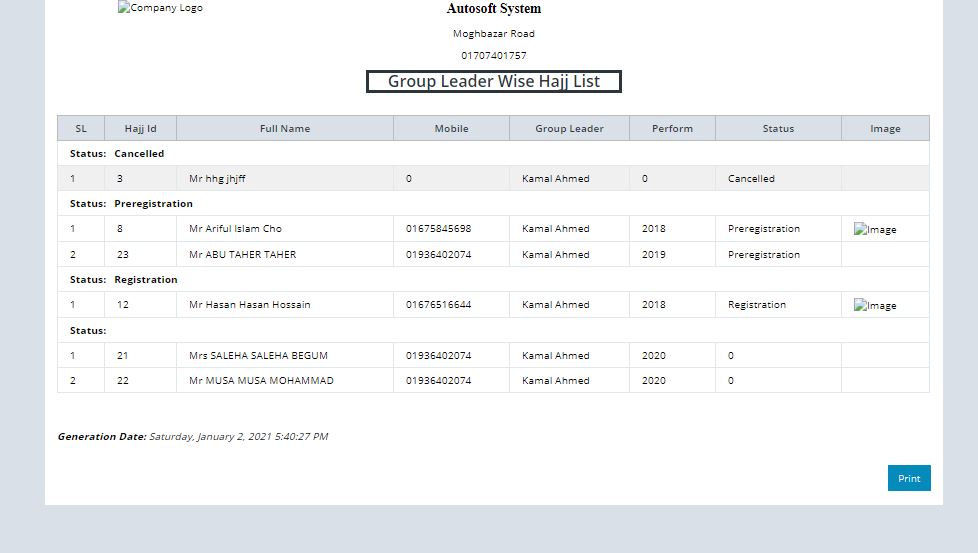 Company Logo
Autosoft System
Moghbazar Road
01707401757
Group Leader Wise Hajj List
SL Hajj Id Full Name Mobile Group Leader Perform Status Image
Status: Cancelled
1 3 Mr hhg jhjff 0 Kamal Ahmed 0 Cancelled
Status: Preregistration
1 8 Mr Ariful Islam Cho 01675845698 Kamal Ahmed 2018 Preregistration Image
2 23 Mr ABU TAHER TAHER 01936402074 Kamal Ahmed 2019 Preregistration
Status: Registration
1 12 Mr Hasan Hasan Hossain 01676516644 Kamal Ahmed 2018 Registration Image
Status:
1 21 Mrs SALEHA SALEHA BEGUM 01936402074 Kamal Ahmed 2020 0
2 22 Mr MUSA MUSA MOHAMMAD 01936402074 Kamal Ahmed 2020 0
Generation Date: Saturday, January 2, 2021 5:40:27 PM
Print